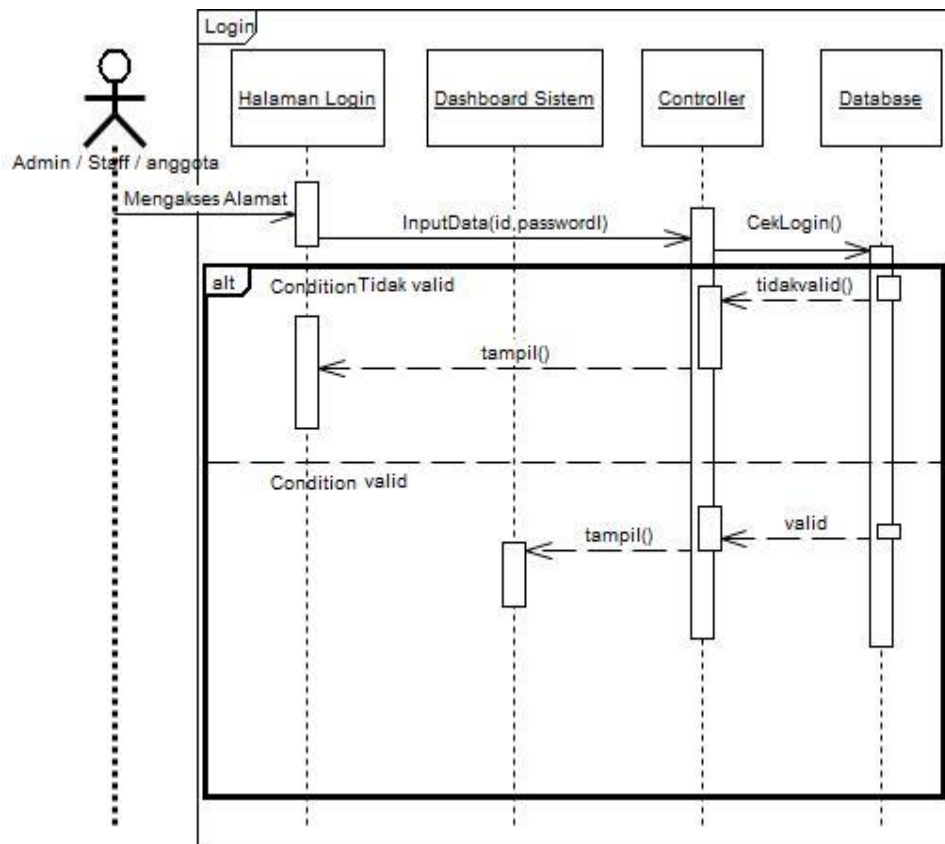 Login
Halaman Login
Dashboard Sistem
Controller
Database
Admin / Staff / anggota
Mengakses Alamat
InputData(id,passwordl)
CekLogin()
alt
Condition Tidak valid
tidakvalid()
tampil()
Condition valid
valid
tampil()